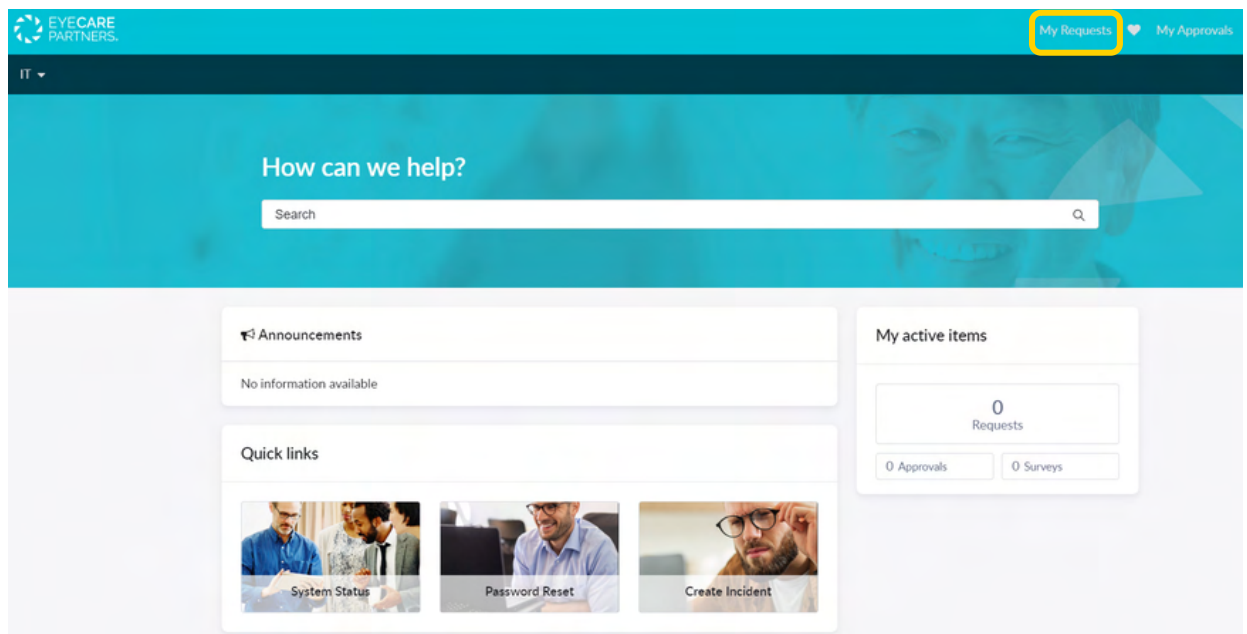 EYECARE
PARTNERS.
My Requests
My Approvals
IT
How can we help?
Search
Announcements
No information available
My active items
0
Requests
0 Approvals
0 Surveys
Quick links
System Status
Password Reset
Create Incident